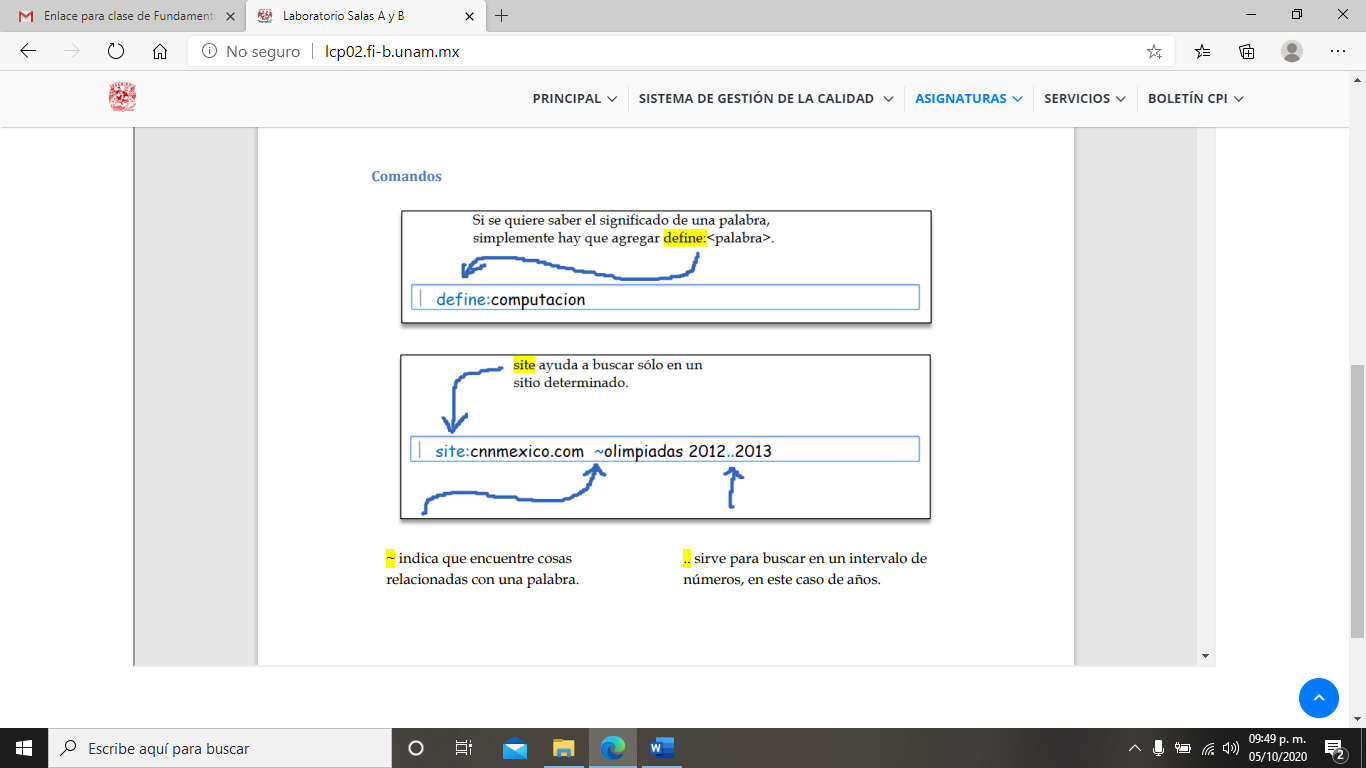 Enlace para clase de Fundament
Laboratorio Salas A y B
No seguro
lcp02.fi-b.unam.mx
PRINCIPAL
SISTEMA DE GESTIÓN DE LA CALIDAD
ASIGNATURAS
SERVICIOS
BOLETÍN CPI
Comandos
Si se quiere saber el significado de una palabra,
simplemente hay que agregar define:<palabra>.
define:computacion
site ayuda a buscar sólo en un
sitio determinado.
site:cnnmexico.com ~olimpiadas 2012..2013
~ indica que encuentre cosas
relacionadas con una palabra.
.. sirve para buscar en un intervalo de
números, en este caso de años.
Escribe aquí para buscar
09:49 p. m.
05/10/2020
2